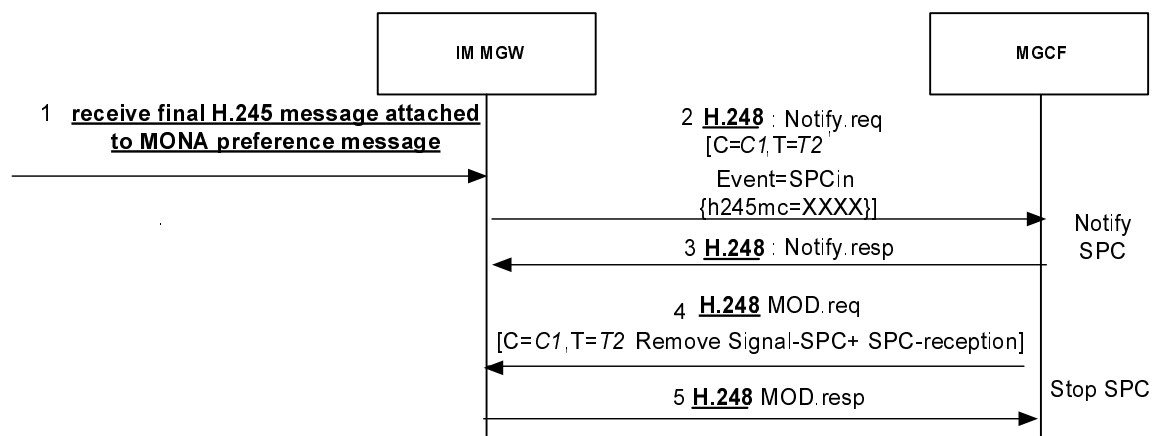 IM MGW
MGCF
1 receive final H.245 message attached
to MONA preference message
2 H.248 : Notify.req
[C=C1,T=T2,
Event=SPCin
{h245mc=XXXX}]
Notify
SPC
3 H.248 : Notify.resp
4 H.248 MOD.req
[C=C1,T=T2 Remove Signal-SPC+ SPC-reception]
Stop SPC
5 H.248 MOD.resp